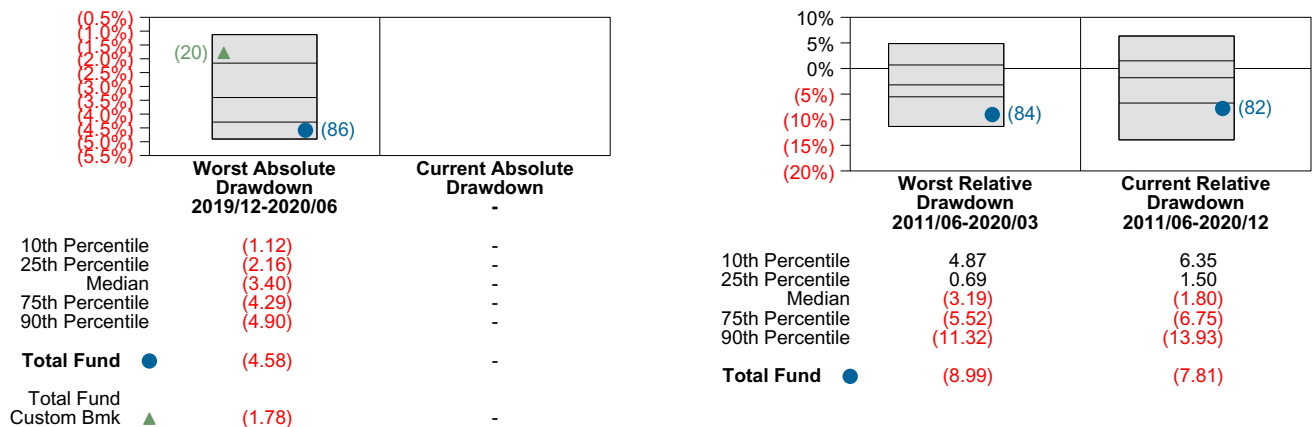 (0.5%)
(1.0%)
(1.5%)
(2.0%)
(2.5%)
(3.0%)
(3.5%)
(4.0%)
(4.5%)
(5.0%)
(5.5%)
(20)
(86)
Worst Absolute
Drawdown
2019/12-2020/06
Current Absolute
Drawdown
-
10th Percentile (1.12) -
25th Percentile (2.16) -
Median (3.40) -
75th Percentile (4.29) -
90th Percentile (4.90) -
Total Fund (4.58) -
Total Fund
Custom Bmk (1.78) -
10%
5%
0%
(5%)
(10%)
(15%)
(20%)
(84)
(82)
Worst Relative
Drawdown
2011/06-2020/03
Current Relative
Drawdown
2011/06-2020/12
10th Percentile 4.87 6.35
25th Percentile 0.69 1.50
Median (3.19) (1.80)
75th Percentile (5.52) (6.75)
90th Percentile (11.32) (13.93)
Total Fund (8.99) (7.81)